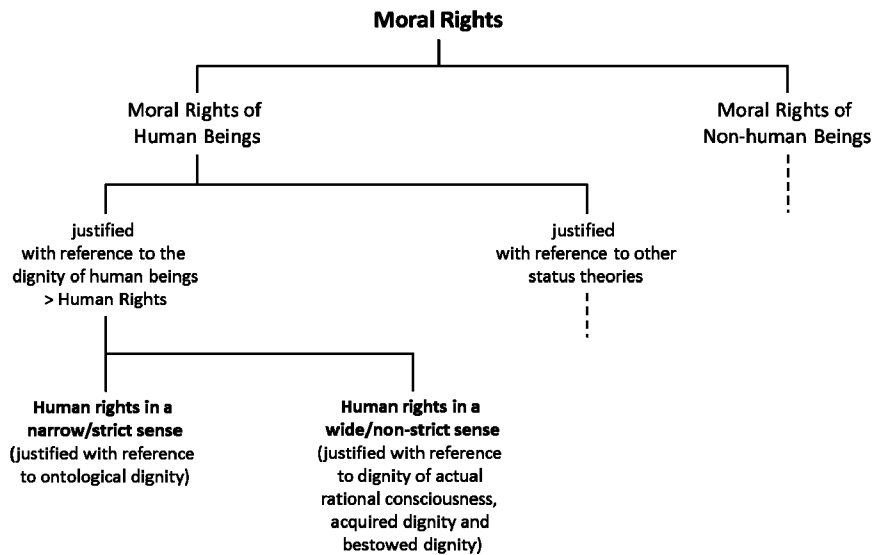 Moral Rights
Moral Rights of
Human Beings
Moral Rights of
Non-human Beings
justified
with reference to the
dignity of human beings
> Human Rights
justified
with reference to other
status theories
Human rights in a
narrow/strict sense
(justified with reference
to ontological dignity)
Human rights in a
wide/non-strict sense
(justified with reference
to dignity of actual
rational consciousness,
acquired dignity and
bestowed dignity)